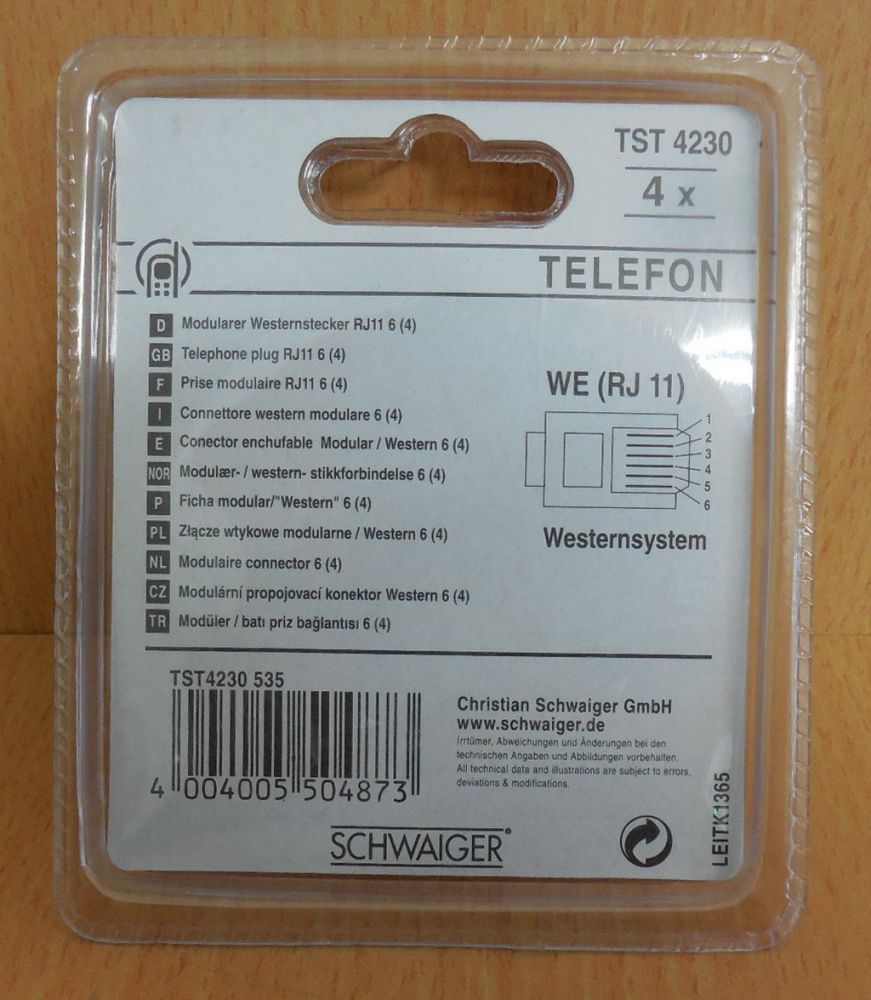 TST 4230
4 x
TELEFON
D Modularer Westernstecker RJ11 6 (4)
GB Telephone plug RJ11 6 (4)
F Prise modulaire RJ11 6 (4)
I Connettore western modulare 6 (4)
E Conector enchufable Modular / Western 6 (4)
NOR Modulær- / western- stikkforbindelse 6 (4)
P Ficha modular/"Western" 6 (4)
PL Złącze wtykowe modularne / Western 6 (4)
NL Modulaire connector 6 (4)
CZ Modulární propojovací konektor Western 6 (4)
TR Modüler / batı priz bağlantısı 6 (4)
WE (RJ 11)
1
2
3
4
5
6
Westernsystem
TST4230 535
4 004005 504873
Christian Schwaiger GmbH
www.schwaiger.de
Irrtümer, Abweichungen und Änderungen bei den
technischen Angaben und Abbildungen vorbehalten.
All technical data and illustrations are subject to errors,
deviations & modifications.
SCHWAIGER®
LEITK1365